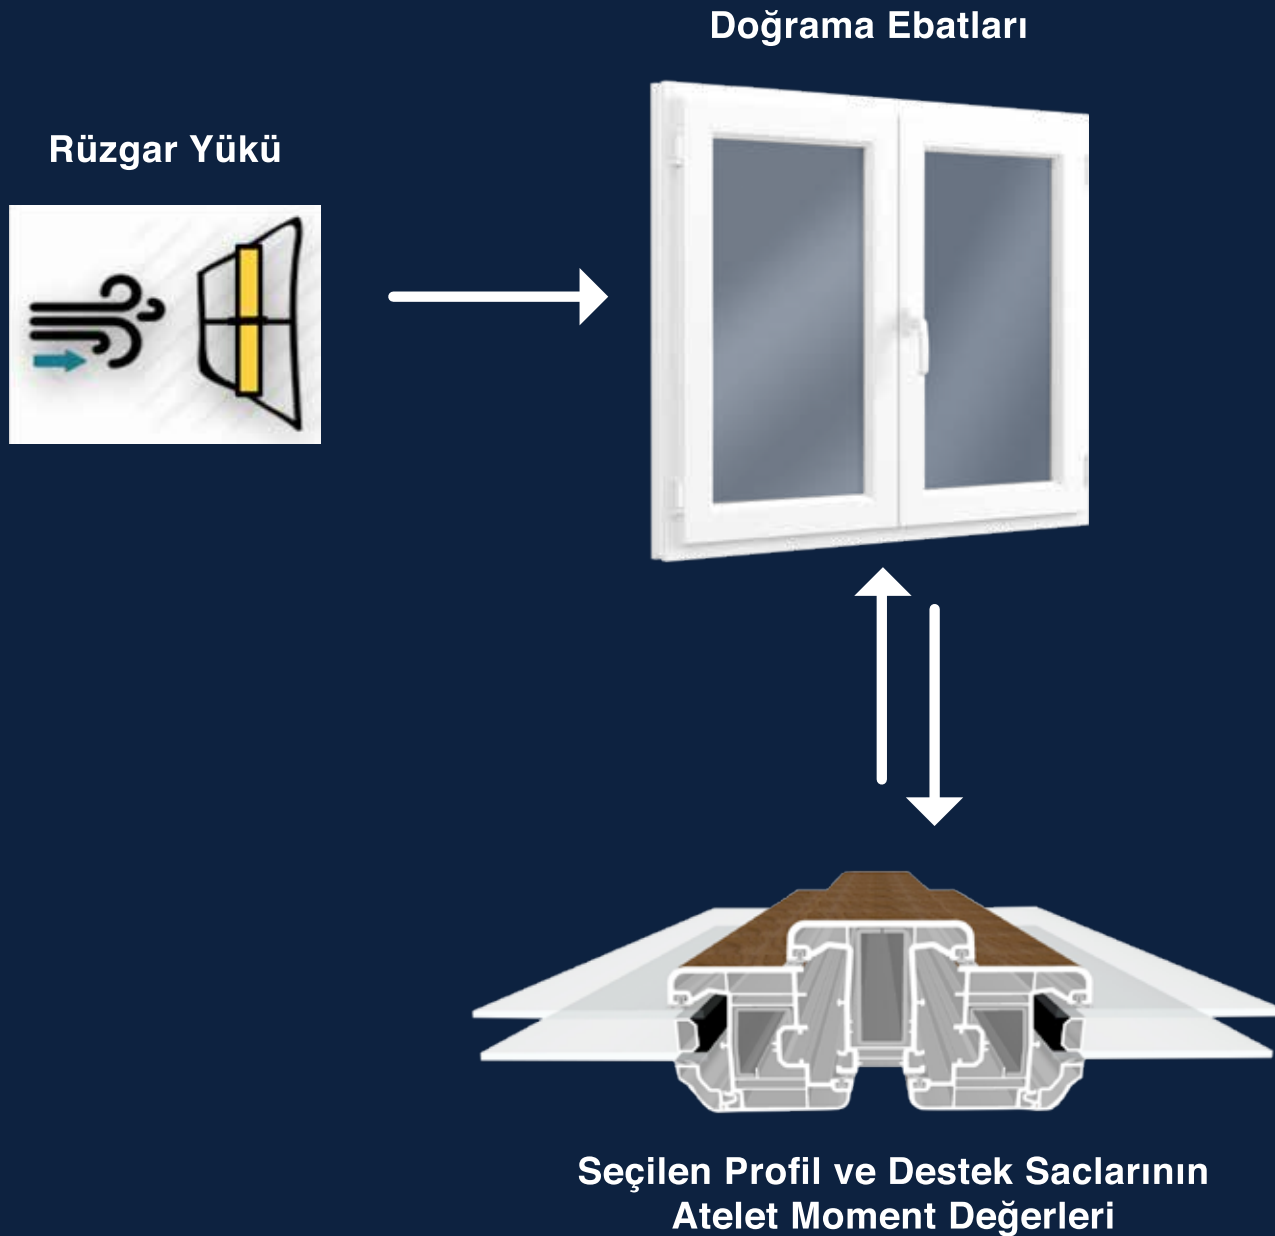 Doğrama Ebatları
Rüzgar Yükü
Seçilen Profil ve Destek Saclarının
Atelet Moment Değerleri